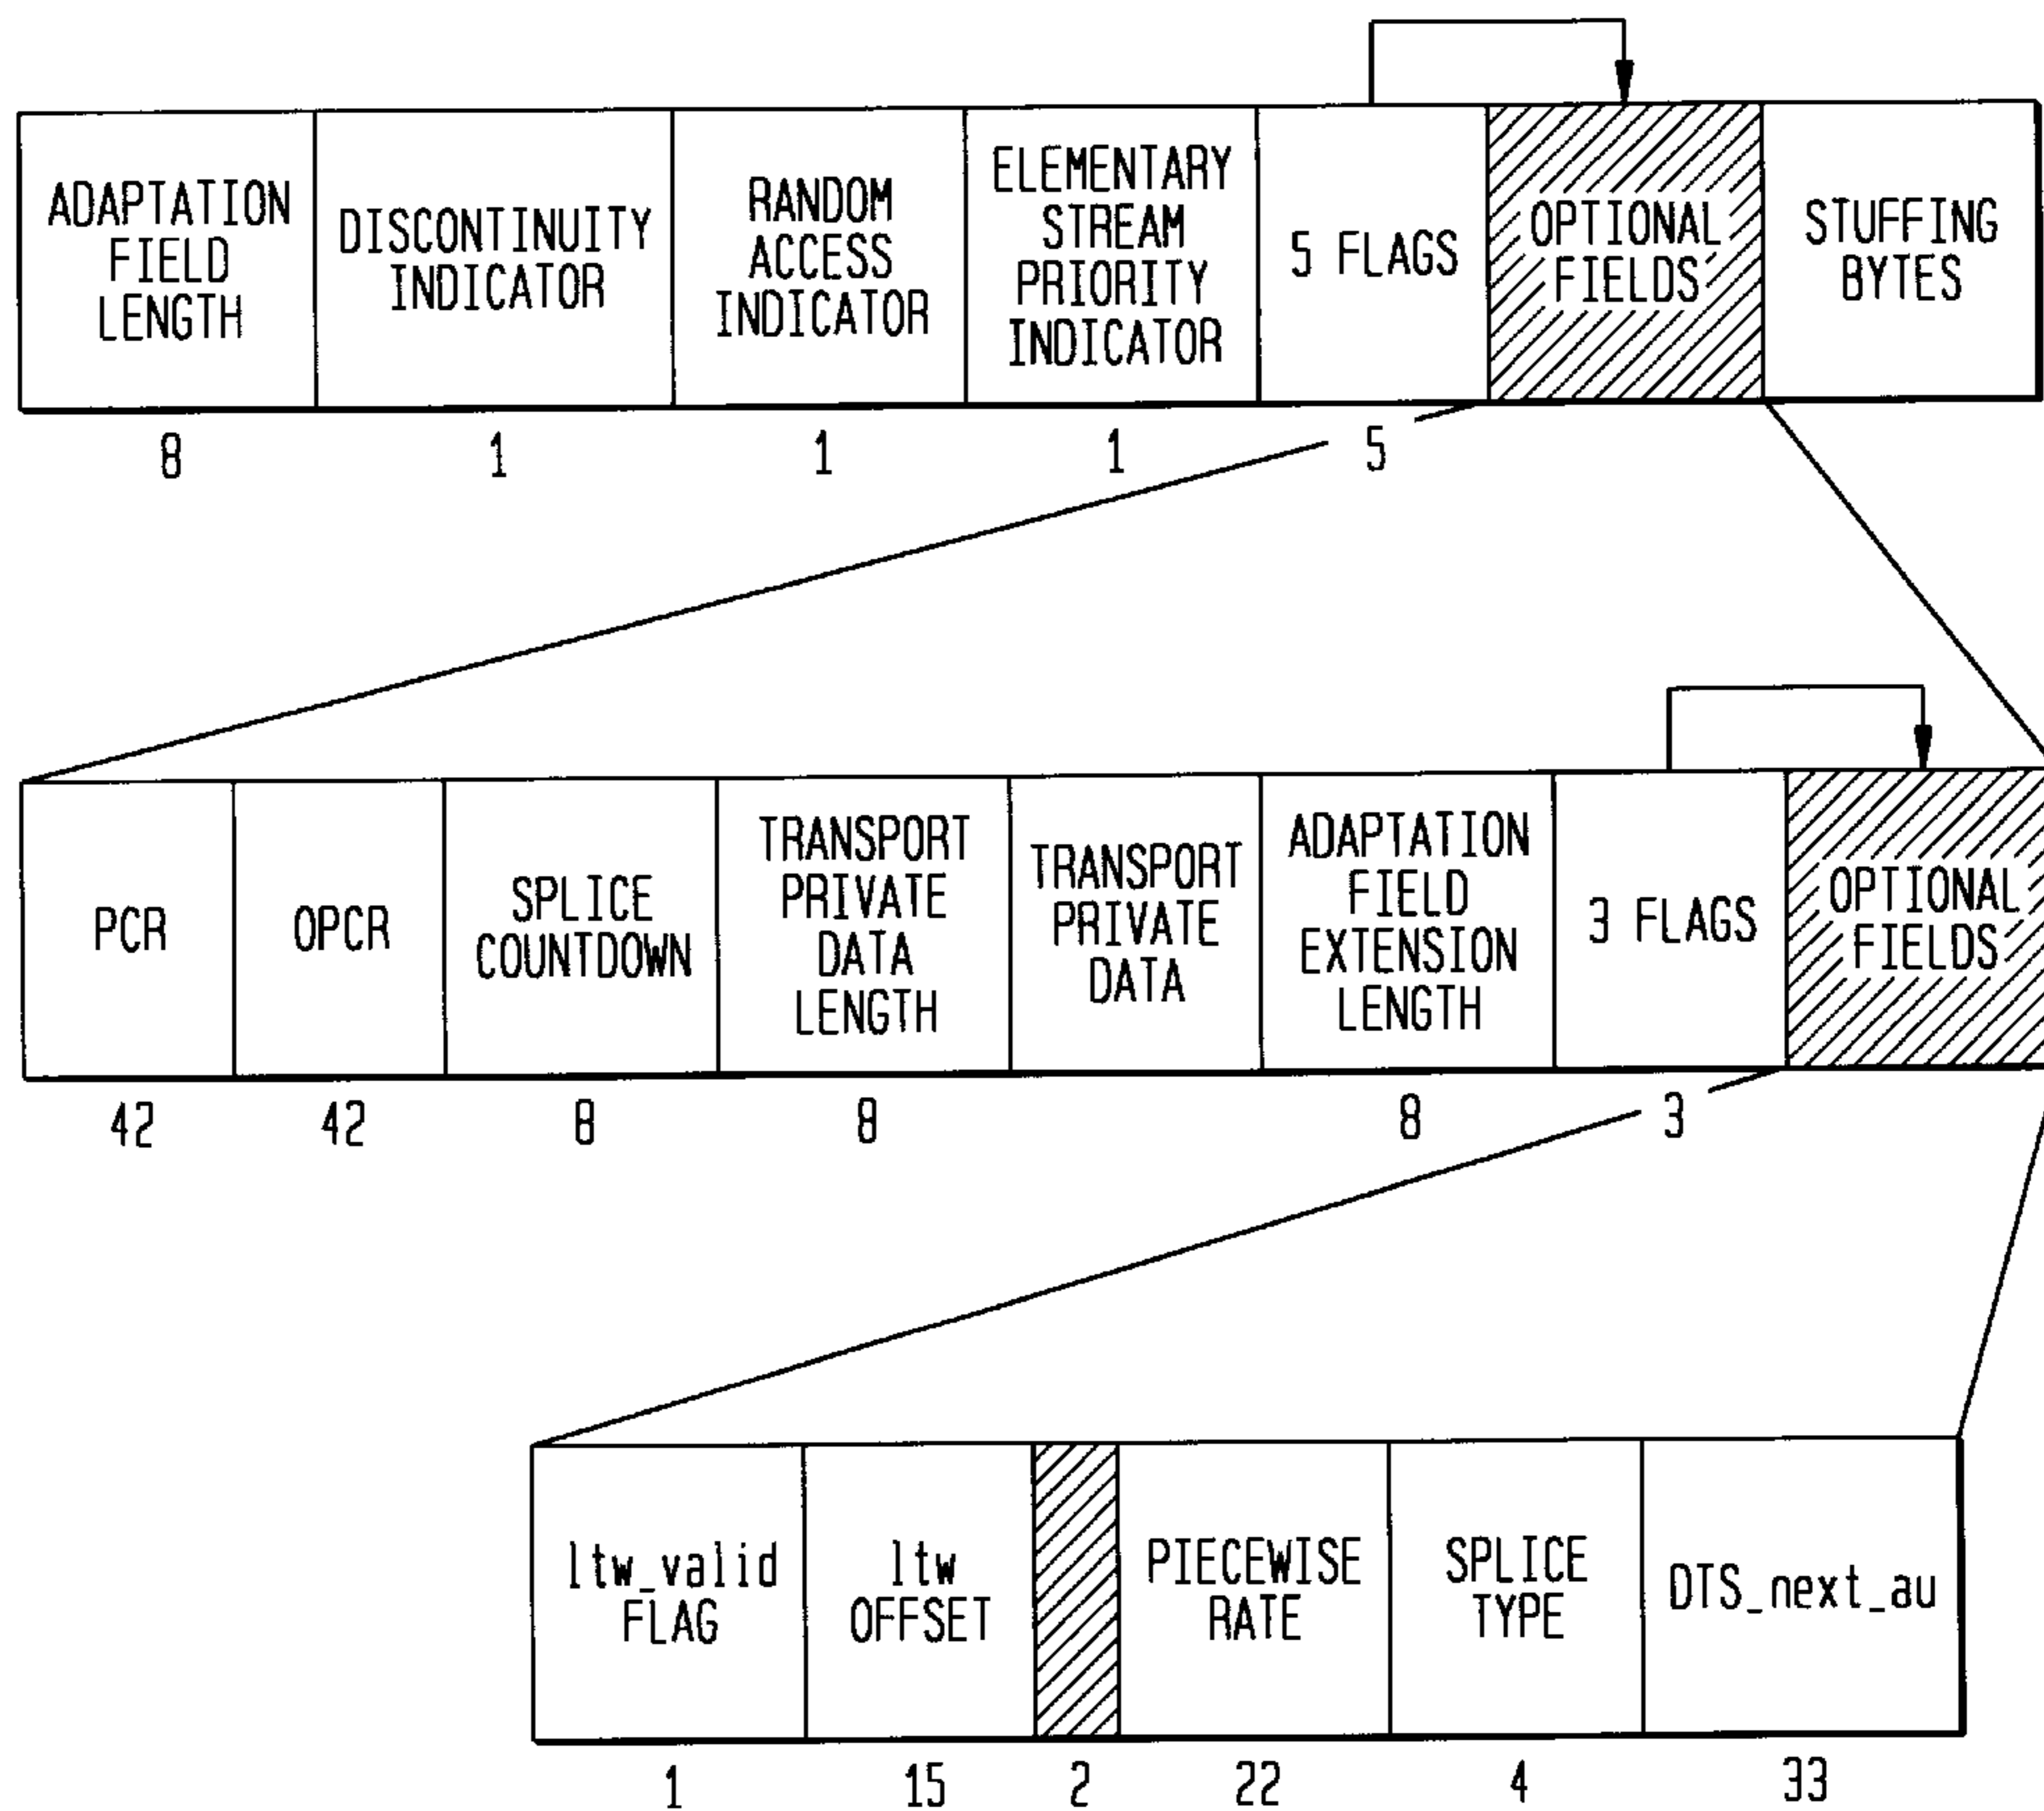 ADAPTATION
FIELD
LENGTH
DISCONTINUITY
INDICATOR
RANDOM
ACCESS
INDICATOR
ELEMENTARY
STREAM
PRIORITY
INDICATOR
5 FLAGS
OPTIONAL
FIELDS
STUFFING
BYTES
8
1
1
1
5
PCR
OPCR
SPLICE
COUNTDOWN
TRANSPORT
PRIVATE
DATA
LENGTH
TRANSPORT
PRIVATE
DATA
ADAPTATION
FIELD
EXTENSION
LENGTH
3 FLAGS
OPTIONAL
FIELDS
42
42
8
8
8
3
ltw_valid
FLAG
ltw
OFFSET
PIECEWISE
RATE
SPLICE
TYPE
DTS_next_au
1
15
2
22
4
33